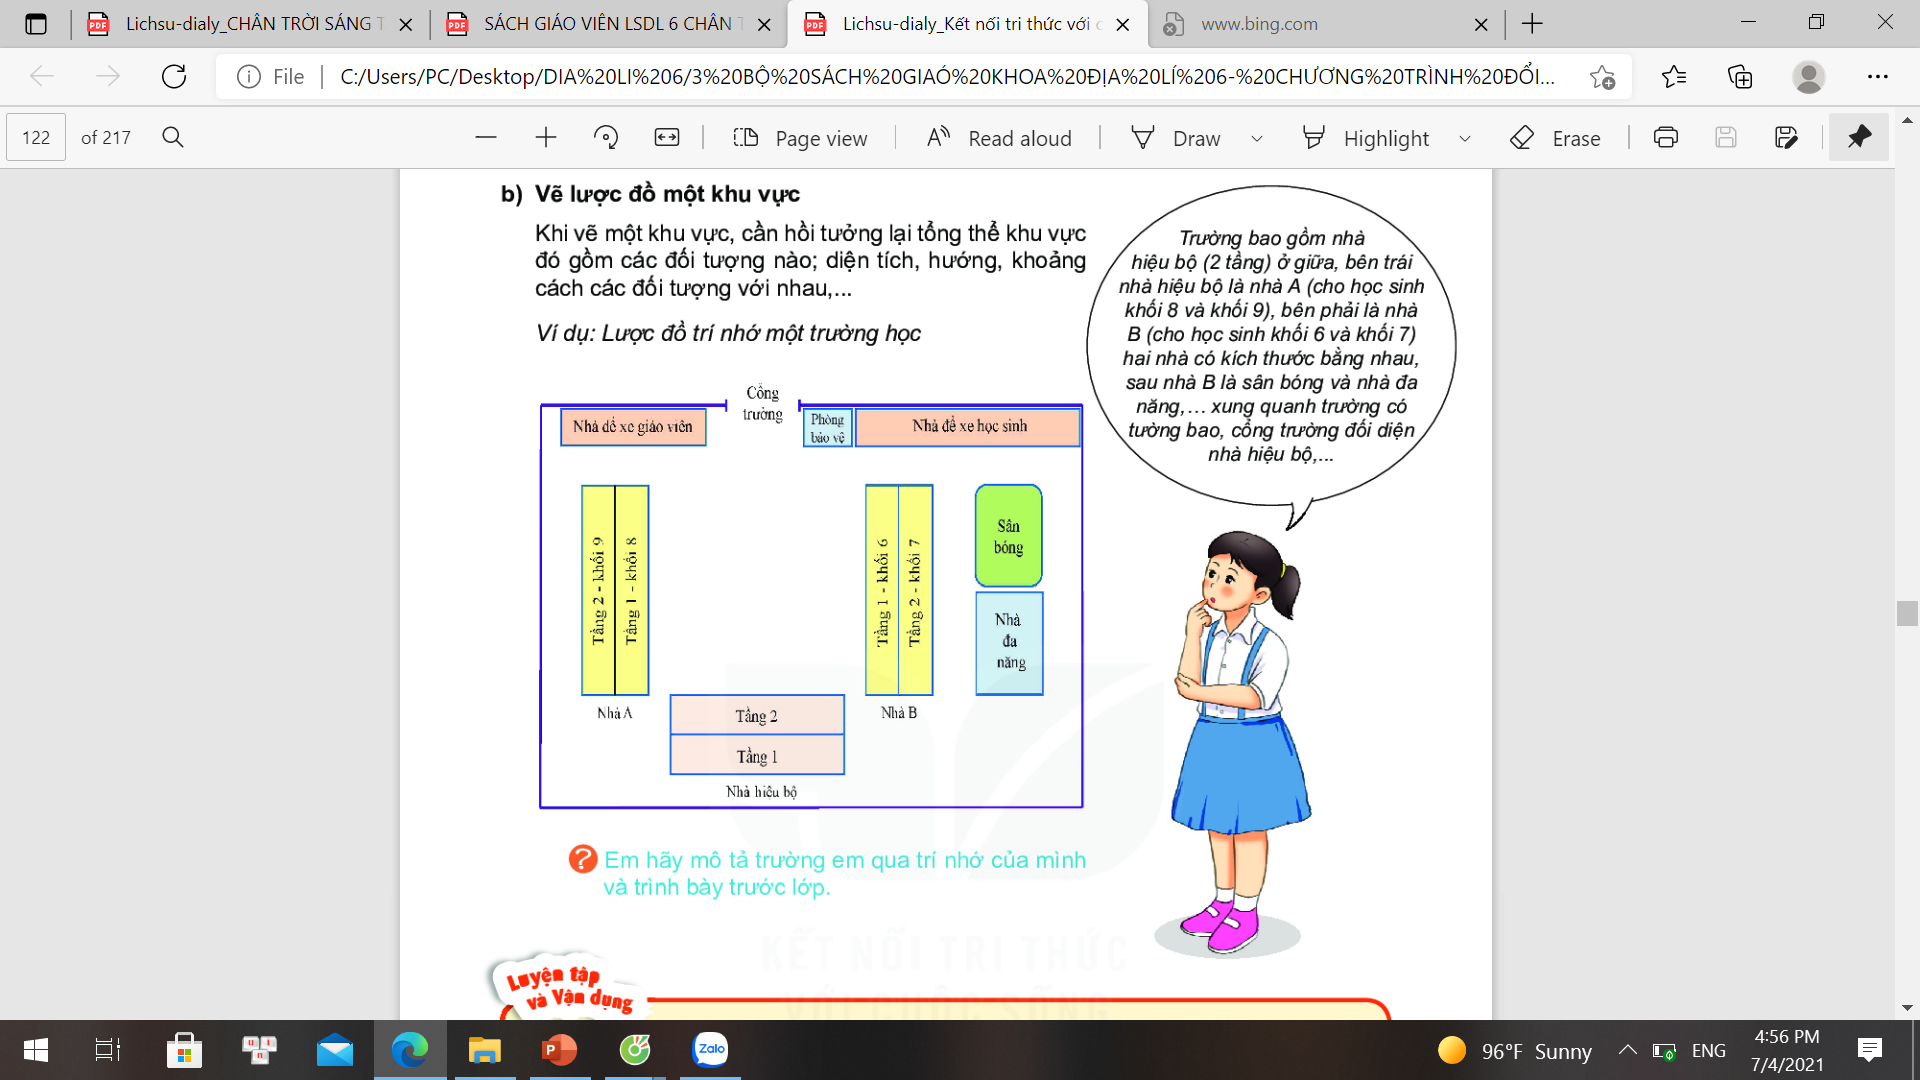 Lichsu-dialy_CHÂN TRỜI SÁNG T
SÁCH GIÁO VIÊN LSDL 6 CHÂN T
Lichsu-dialy_Kết nối tri thức với c
www.bing.com
File
C:/Users/PC/Desktop/DIA%20LI%206/3%20BỘ%20SÁCH%20GIAÓ%20KHOA%20ĐỊA%20LÍ%206-%20CHƯƠNG%20TRÌNH%20ĐỔI...
122 of 217
Page view
Read aloud
Draw
Highlight
Erase
b) Vẽ lược đồ một khu vực
Khi vẽ một khu vực, cần hồi tưởng lại tổng thể khu vực
đó gồm các đối tượng nào; diện tích, hướng, khoảng
cách các đối tượng với nhau,...
Ví dụ: Lược đồ trí nhớ một trường học
Trường bao gồm nhà
hiệu bộ (2 tầng) ở giữa, bên trái
nhà hiệu bộ là nhà A (cho học sinh
khối 8 và khối 9), bên phải là nhà
B (cho học sinh khối 6 và khối 7)
hai nhà có kích thước bằng nhau,
sau nhà B là sân bóng và nhà đa
năng,... xung quanh trường có
tường bao, cổng trường đối diện
nhà hiệu bộ,...
Cổng
trường
Nhà để xe giáo viên
Phòng
bảo vệ
Nhà để xe học sinh
Tầng 2 - khối 9
Tầng 1 - khối 8
Tầng 1 - khối 6
Tầng 2 - khối 7
Sân
bóng
Nhà
đa
năng
Nhà A
Nhà B
Tầng 2
Tầng 1
Nhà hiệu bộ
? Em hãy mô tả trường em qua trí nhớ của mình
và trình bày trước lớp.
KẾT NỐI TRI THỨC
VỚI CUỘC SỐNG
Luyện tập
và Vận dụng
Zalo
96°F Sunny
ENG
4:56 PM
7/4/2021